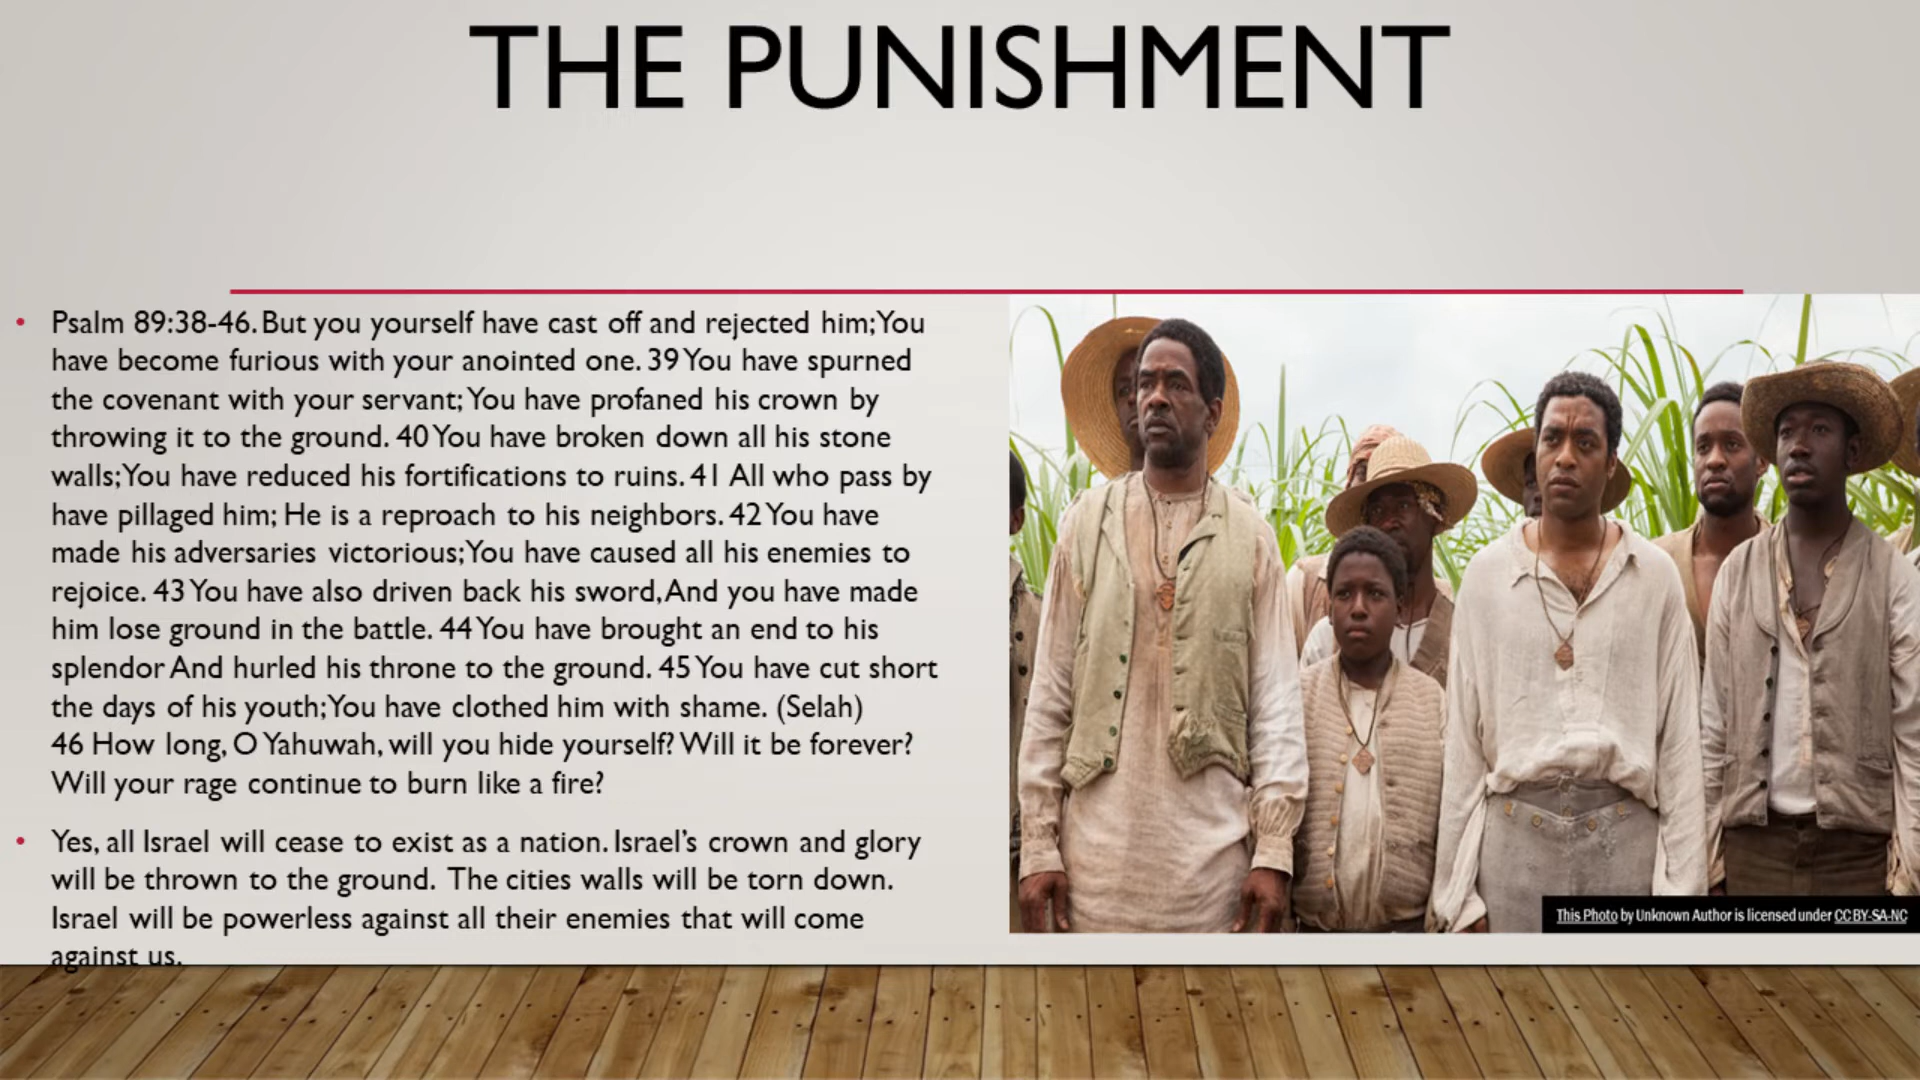 THE PUNISHMENT
• Psalm 89:38-46. But you yourself have cast off and rejected him; You
have become furious with your anointed one. 39 You have spurned
the covenant with your servant; You have profaned his crown by
throwing it to the ground. 40 You have broken down all his stone
walls; You have reduced his fortifications to ruins. 41 All who pass by
have pillaged him; He is a reproach to his neighbors. 42 You have
made his adversaries victorious; You have caused all his enemies to
rejoice. 43 You have also driven back his sword, And you have made
him lose ground in the battle. 44 You have brought an end to his
splendor And hurled his throne to the ground. 45 You have cut short
the days of his youth; You have clothed him with shame. (Selah)
46 How long, O Yahuwah, will you hide yourself? Will it be forever?
Will your rage continue to burn like a fire?
• Yes, all Israel will cease to exist as a nation. Israel’s crown and glory
will be thrown to the ground. The cities walls will be torn down.
Israel will be powerless against all their enemies that will come
against us.
This Photo by Unknown Author is licensed under CC BY-SA-NC